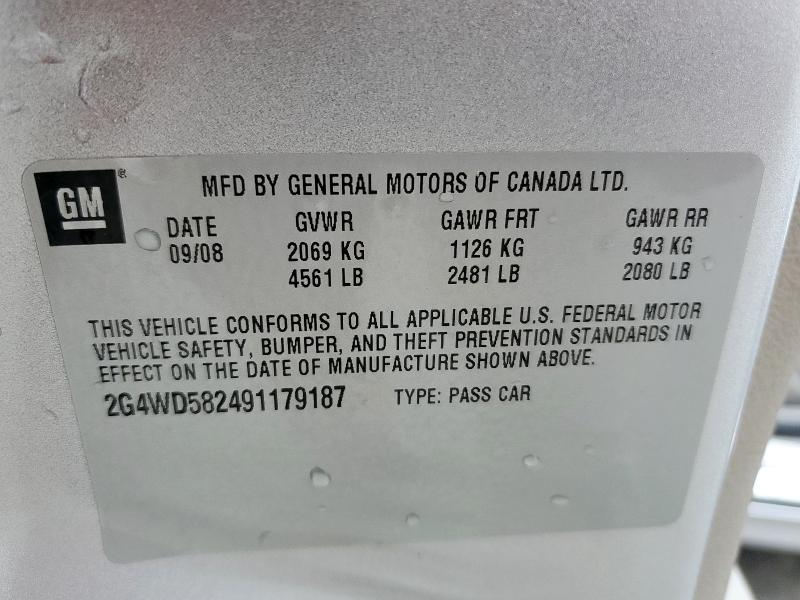 GM®
MFD BY GENERAL MOTORS OF CANADA LTD.
DATE GVWR GAWR FRT GAWR RR
09/08 2069 KG 1126 KG 943 KG
4561 LB 2481 LB 2080 LB
THIS VEHICLE CONFORMS TO ALL APPLICABLE U.S. FEDERAL MOTOR
VEHICLE SAFETY, BUMPER, AND THEFT PREVENTION STANDARDS IN
EFFECT ON THE DATE OF MANUFACTURE SHOWN ABOVE.
2G4WD582491179187 TYPE: PASS CAR